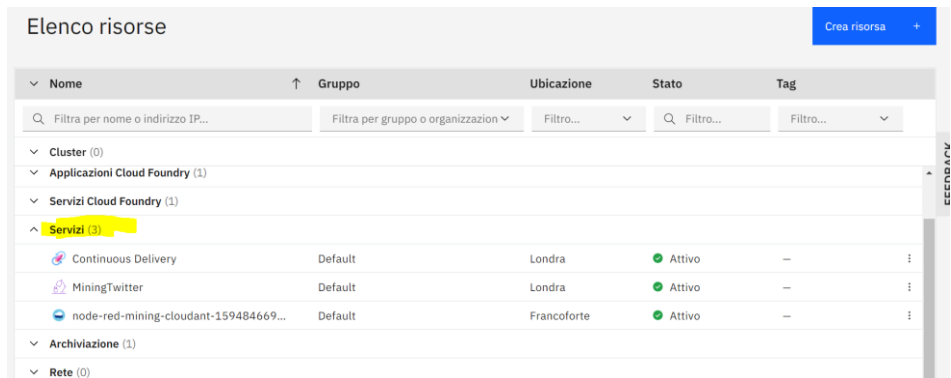 Elenco risorse
Crea risorsa +
Nome Gruppo Ubicazione Stato Tag
Filtra per nome o indirizzo IP... Filtra per gruppo o organizzazion Filtro... Filtro... Filtro...
Cluster (0)
Applicazioni Cloud Foundry (1)
Servizi Cloud Foundry (1)
Servizi (3)
Continuous Delivery Default Londra Attivo –
MiningTwitter Default Londra Attivo –
node-red-mining-cloudant-159484669... Default Francoforte Attivo –
Archiviazione (1)
Rete (0)
FEEDBACK